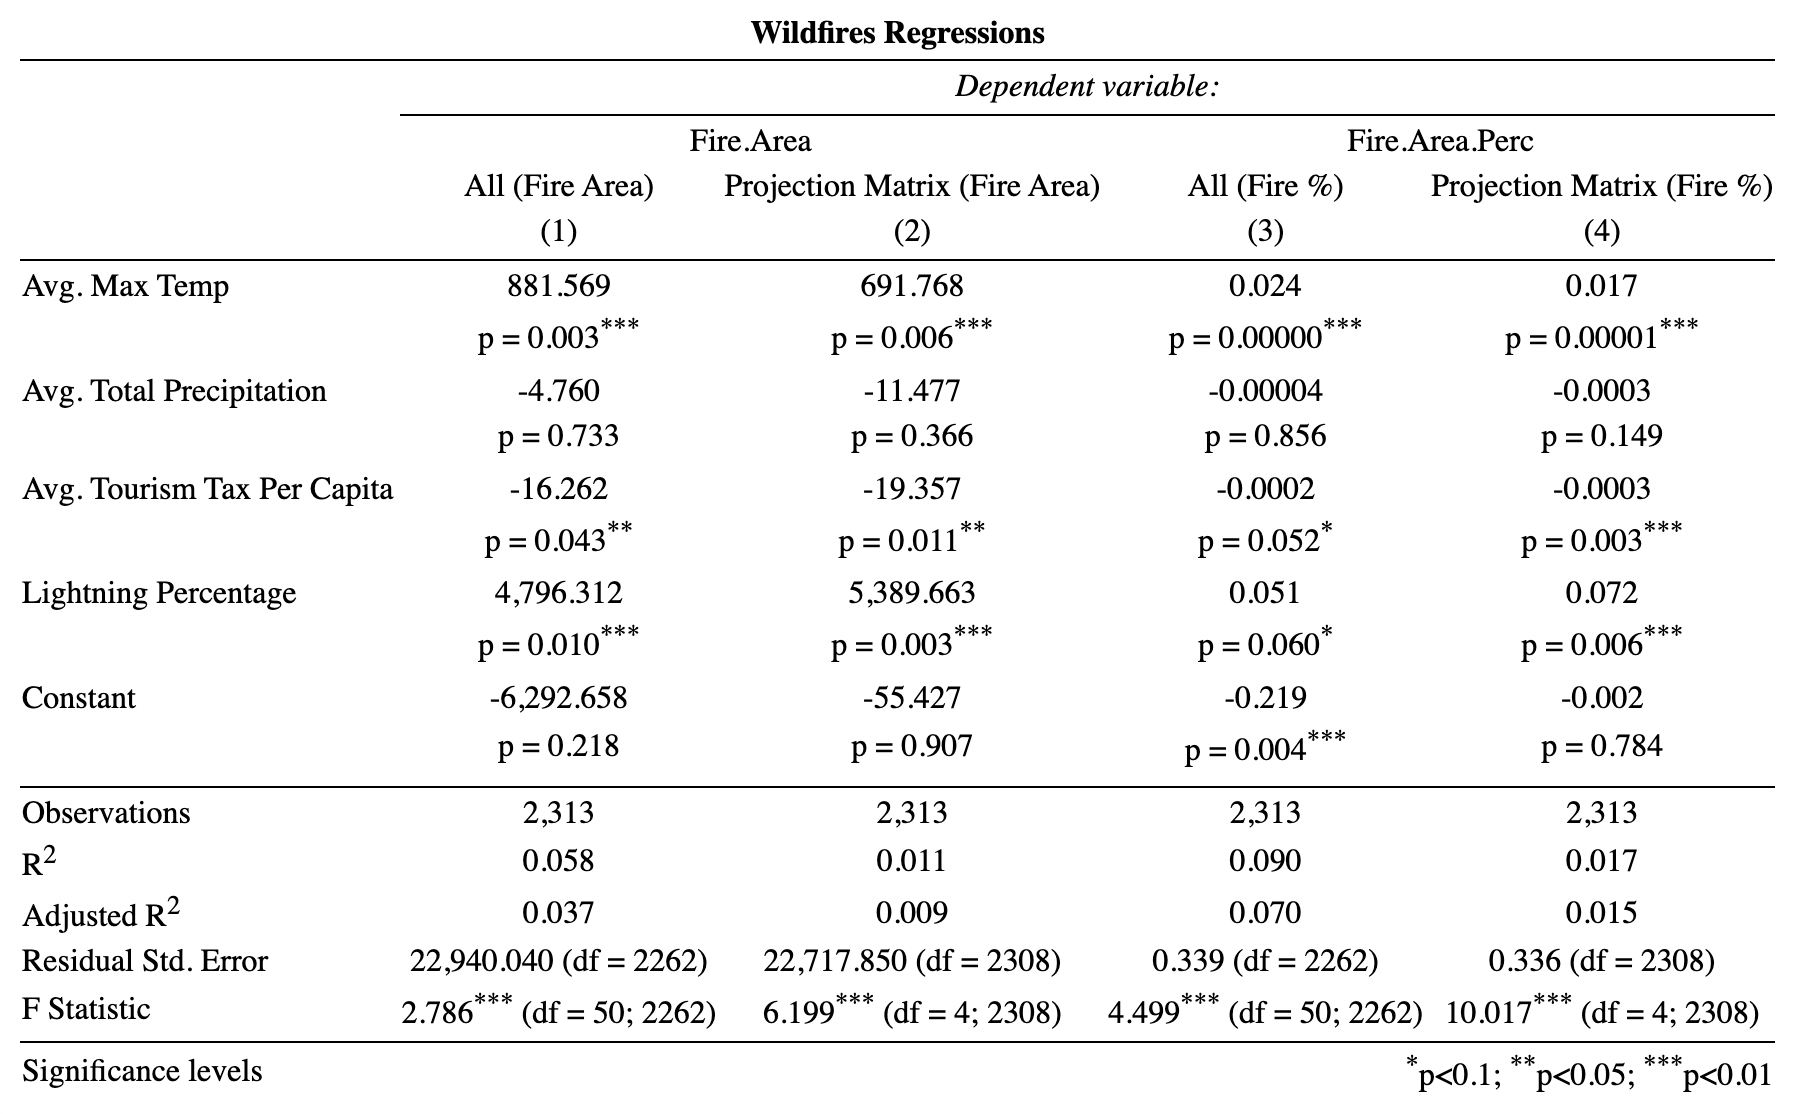 Wildfires Regressions
Dependent variable:
Fire.Area Fire.Area.Perc
All (Fire Area) Projection Matrix (Fire Area) All (Fire %) Projection Matrix (Fire %)
(1) (2) (3) (4)
Avg. Max Temp 881.569 691.768 0.024 0.017
p = 0.003*** p = 0.006*** p = 0.00000*** p = 0.00001***
Avg. Total Precipitation -4.760 -11.477 -0.00004 -0.0003
p = 0.733 p = 0.366 p = 0.856 p = 0.149
Avg. Tourism Tax Per Capita -16.262 -19.357 -0.0002 -0.0003
p = 0.043** p = 0.011** p = 0.052* p = 0.003***
Lightning Percentage 4,796.312 5,389.663 0.051 0.072
p = 0.010*** p = 0.003*** p = 0.060* p = 0.006***
Constant -6,292.658 -55.427 -0.219 -0.002
p = 0.218 p = 0.907 p = 0.004*** p = 0.784
Observations 2,313 2,313 2,313 2,313
R2 0.058 0.011 0.090 0.017
Adjusted R2 0.037 0.009 0.070 0.015
Residual Std. Error 22,940.040 (df = 2262) 22,717.850 (df = 2308) 0.339 (df = 2262) 0.336 (df = 2308)
F Statistic 2.786*** (df = 50; 2262) 6.199*** (df = 4; 2308) 4.499*** (df = 50; 2262) 10.017*** (df = 4; 2308)
Significance levels *p<0.1; **p<0.05; ***p<0.01